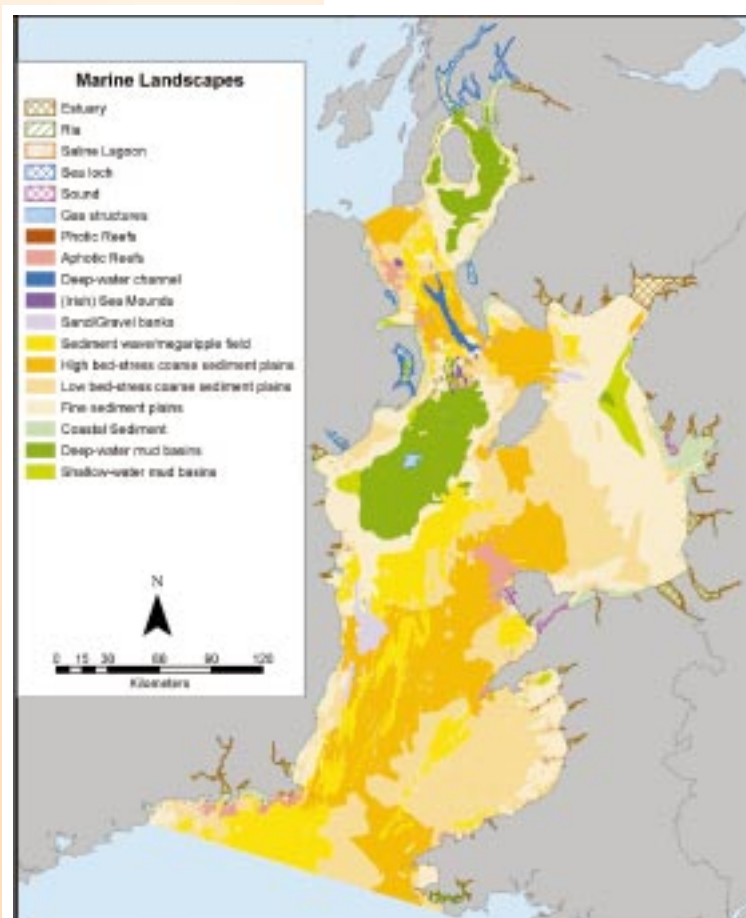 Marine Landscapes
Estuary
Ria
Saline Lagoon
Sea loch
Sound
Gas structures
Photic Reefs
Aphotic Reefs
Deep-water channel
(Irish) Sea Mounds
Sand/Gravel banks
Sediment wave/megaripple field
High bed-stress coarse sediment plains
Low bed-stress coarse sediment plains
Fine sediment plains
Coastal Sediment
Deep-water mud basins
Shallow-water mud basins
N
0 15 30 60 90 120
Kilometers